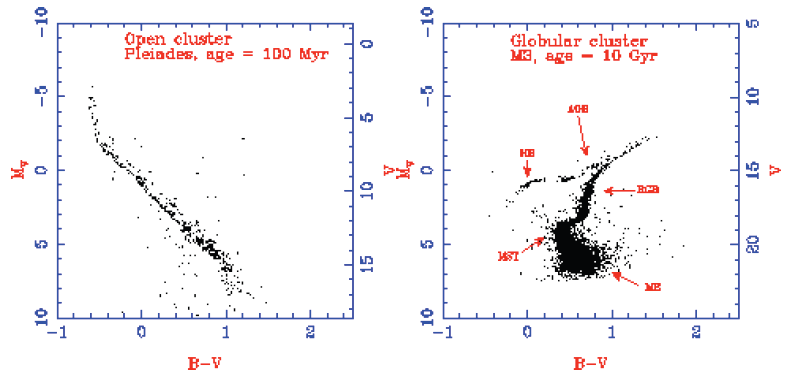 Open cluster
Pleiades, age = 100 Myr
-10
-5
0
5
10
M_V
0
5
10
15
V
-1 0 1 2
B-V
Globular cluster
M3, age = 10 Gyr
AGB
HB
RGB
MS
-10
-5
0
5
10
M_V
5
10
15
20
V
-1 0 1 2
B-V